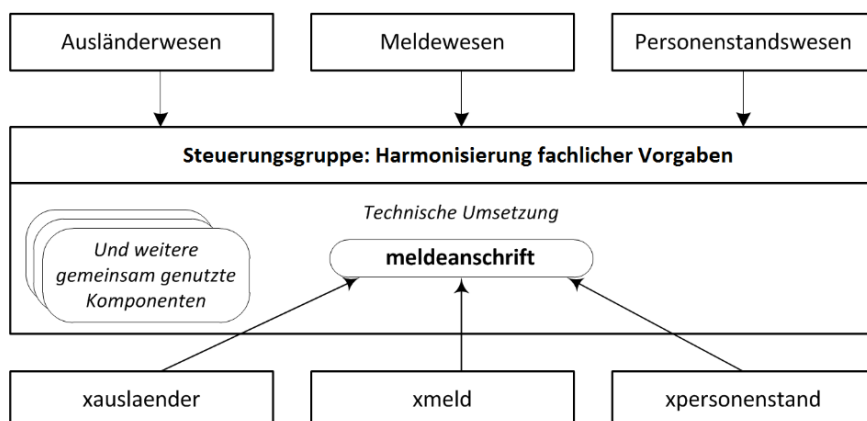 Ausländerwesen
Meldewesen
Personenstandswesen
Steuerungsgruppe: Harmonisierung fachlicher Vorgaben
Technische Umsetzung
meldeanschrift
Und weitere
gemeinsam genutzte
Komponenten
xauslaender
xmeld
xpersonenstand